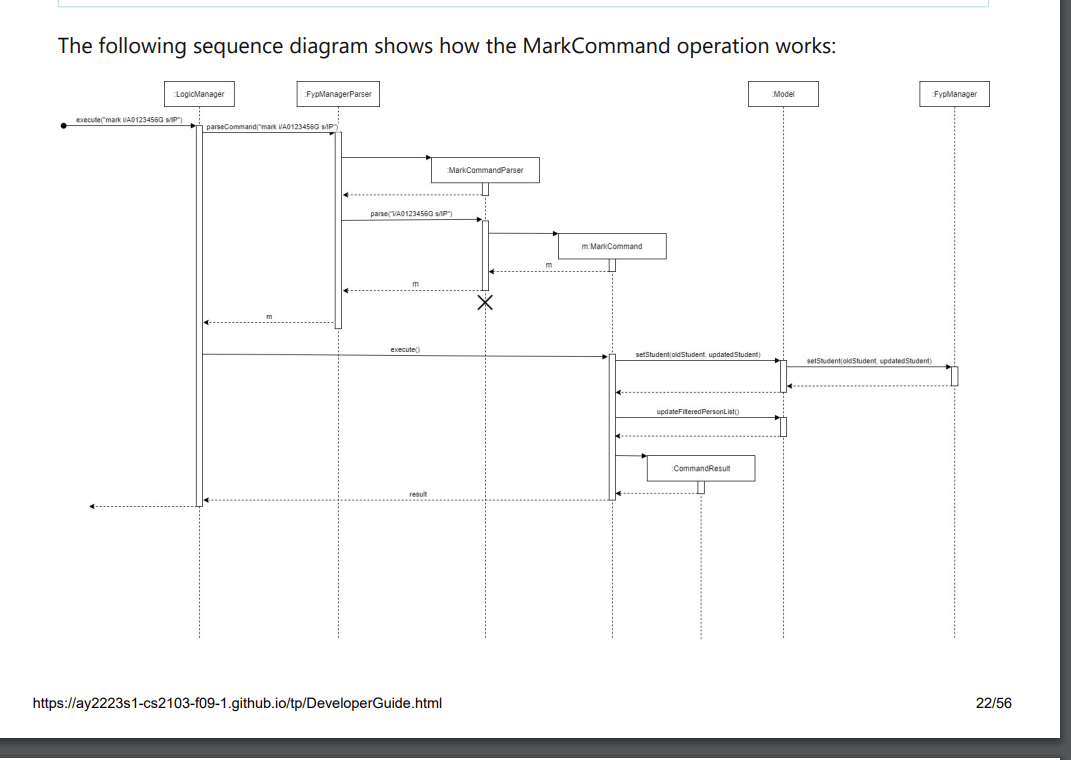 The following sequence diagram shows how the MarkCommand operation works:
:LogicManager
:FypManagerParser
:Model
:FypManager
execute("mark i/A0123456G s/IP")
parseCommand("mark i/A0123456G s/IP")
:MarkCommandParser
parse("i/A0123456G s/IP")
m:MarkCommand
m
m
m
execute()
setStudent(oldStudent, updatedStudent)
setStudent(oldStudent, updatedStudent)
updateFilteredPersonList()
:CommandResult
result
https://ay2223s1-cs2103-f09-1.github.io/tp/DeveloperGuide.html
22/56